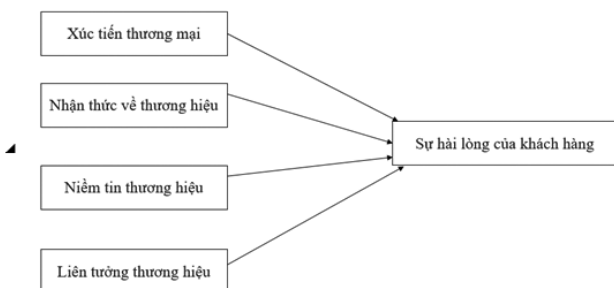 Xúc tiến thương mại
Nhận thức về thương hiệu
Sự hài lòng của khách hàng
Niềm tin thương hiệu
Liên tưởng thương hiệu